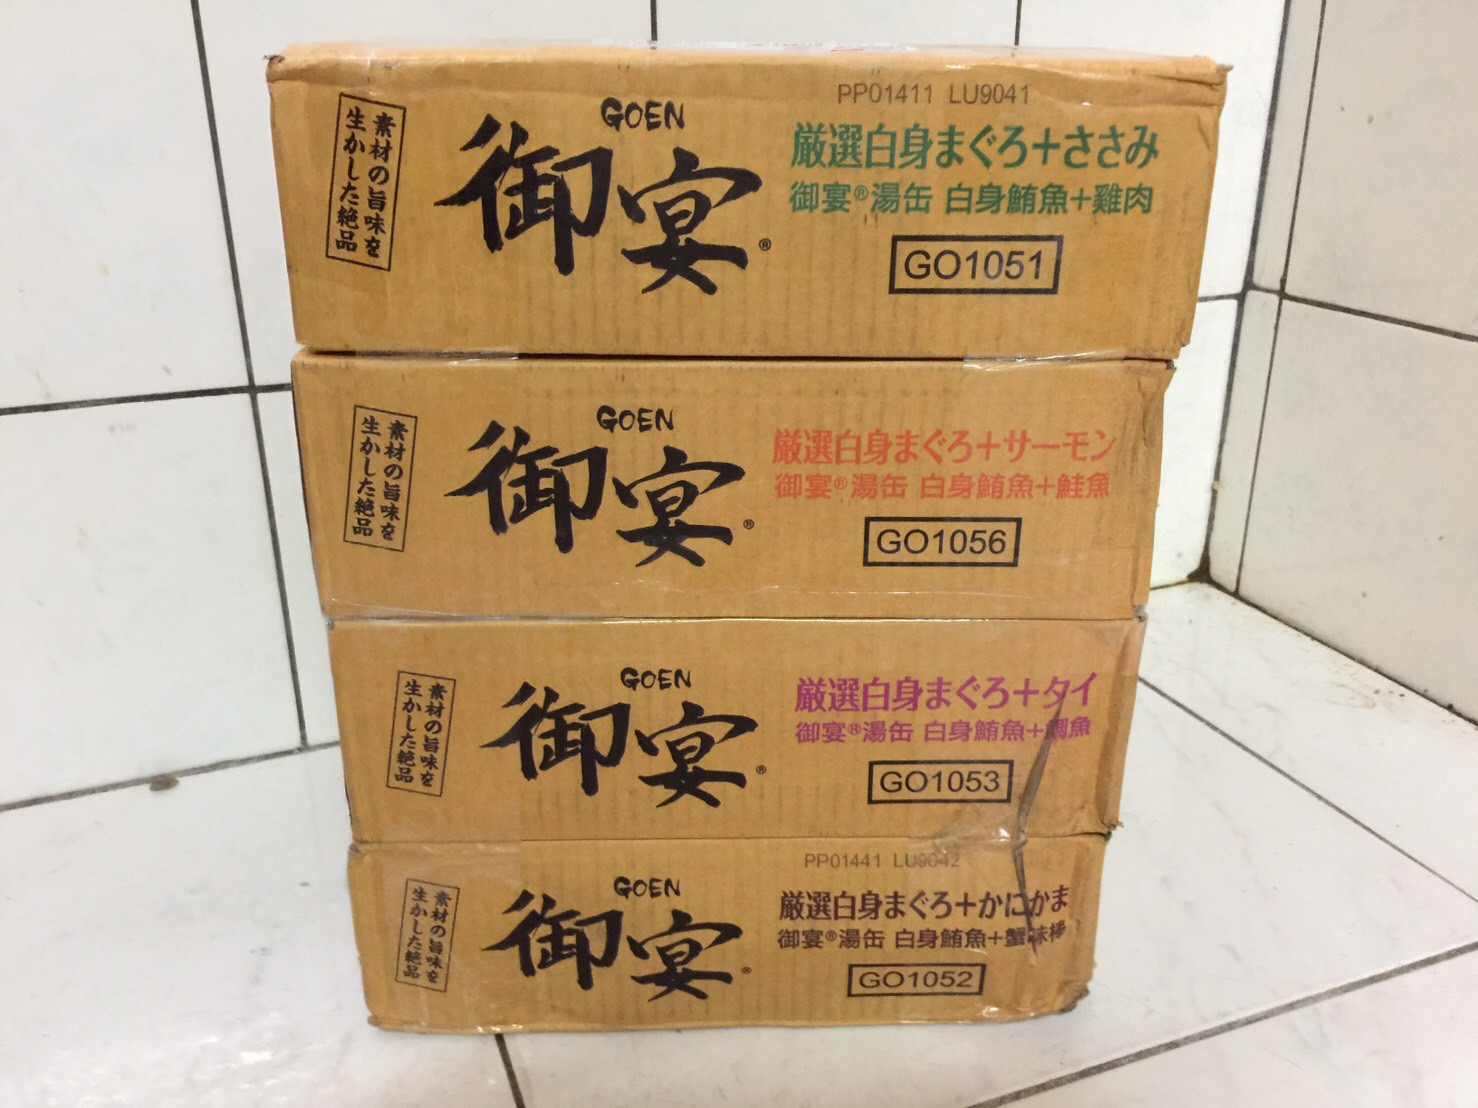 PP01411 LU9041
素材の旨味を
生かした絶品
GOEN
御宴®
厳選白身まぐろ+ささみ
御宴®湯缶 白身鮪魚+雞肉
GO1051
素材の旨味を
生かした絶品
GOEN
御宴®
厳選白身まぐろ+サーモン
御宴®湯缶 白身鮪魚+鮭魚
GO1056
素材の旨味を
生かした絶品
GOEN
御宴®
厳選白身まぐろ+タイ
御宴®湯缶 白身鮪魚+鯛魚
GO1053
PP01441 LU9042
素材の旨味を
生かした絶品
GOEN
御宴®
厳選白身まぐろ+かにかま
御宴®湯缶 白身鮪魚+蟹味棒
GO1052